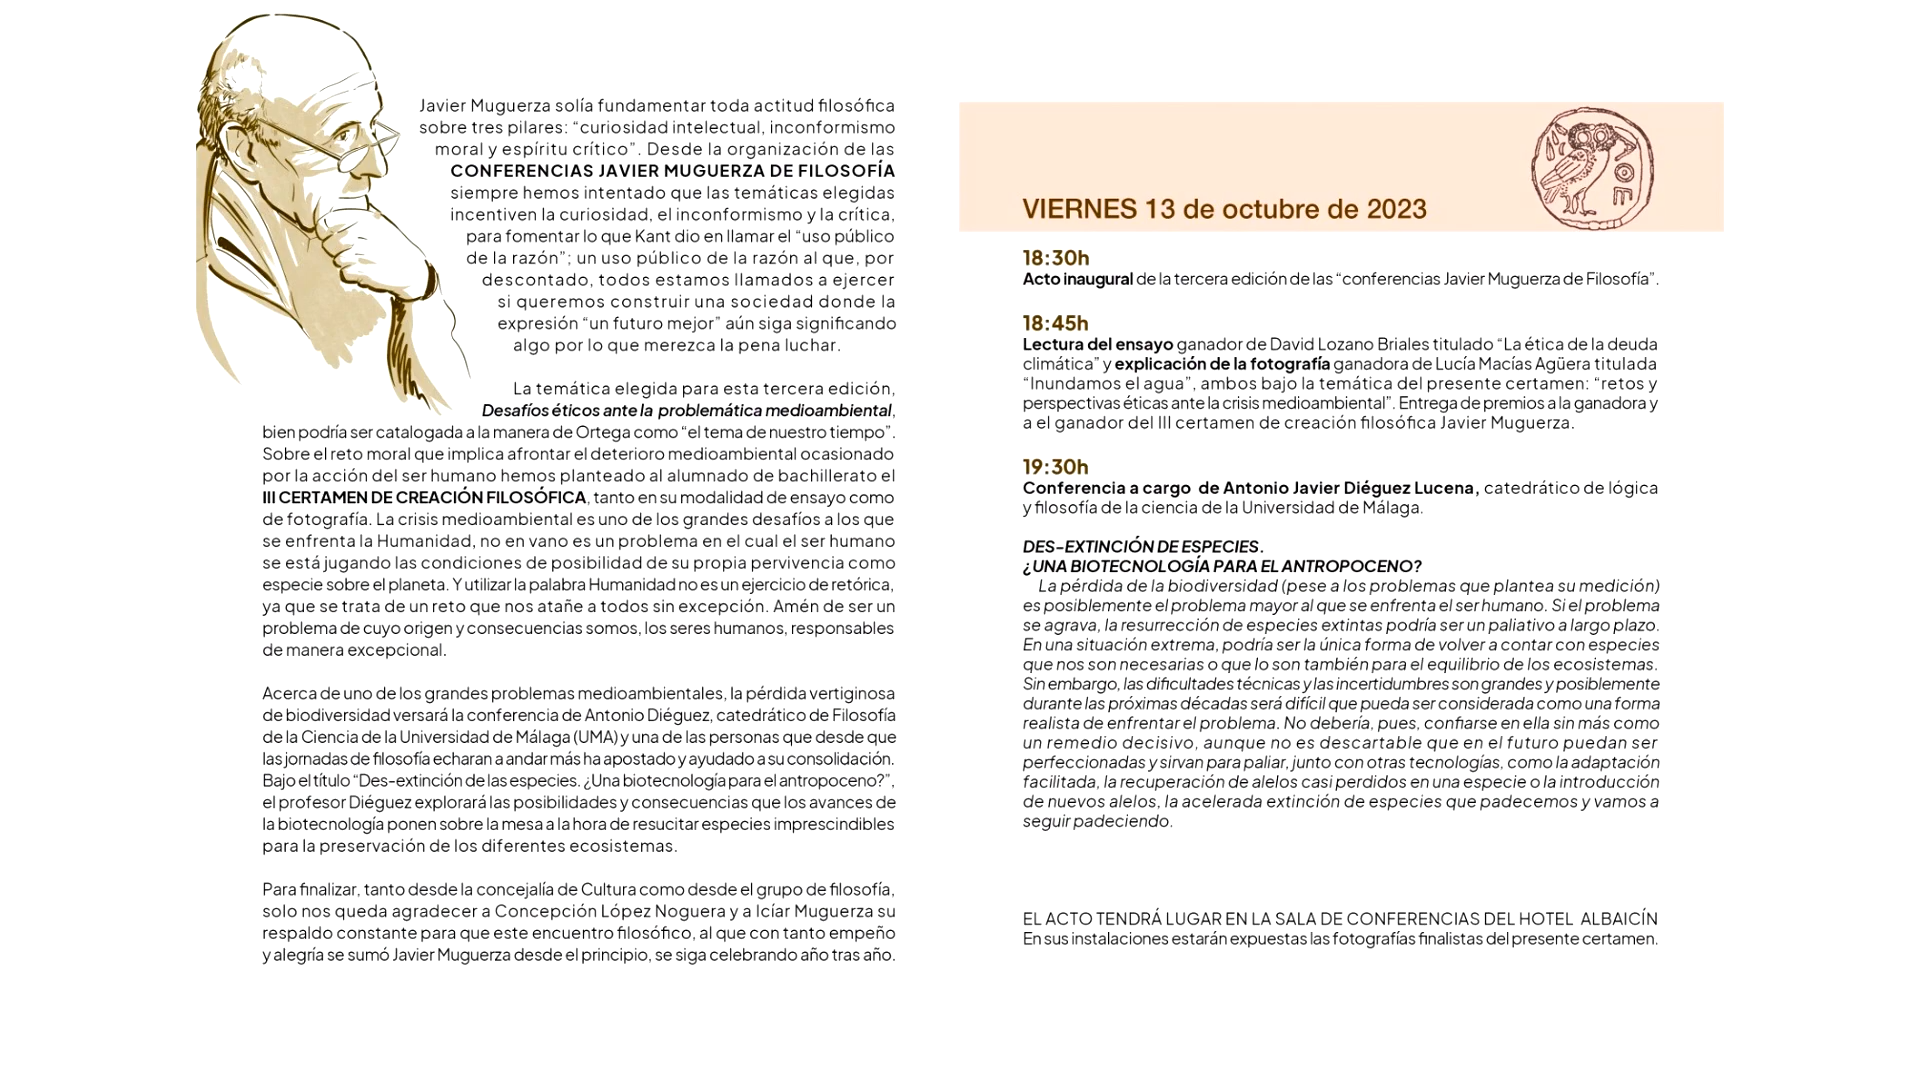 Javier Muguerza solía fundamentar toda actitud filosófica
sobre tres pilares: “curiosidad intelectual, inconformismo
moral y espíritu crítico”. Desde la organización de las
CONFERENCIAS JAVIER MUGUERZA DE FILOSOFÍA
siempre hemos intentado que las temáticas elegidas
incentiven la curiosidad, el inconformismo y la crítica,
para fomentar lo que Kant dio en llamar el “uso público
de la razón”; un uso público de la razón al que, por
descontado, todos estamos llamados a ejercer
si queremos construir una sociedad donde la
expresión “un futuro mejor” aún siga significando
algo por lo que merezca la pena luchar.
La temática elegida para esta tercera edición,
Desafíos éticos ante la problemática medioambiental,
bien podría ser catalogada a la manera de Ortega como “el tema de nuestro tiempo”.
Sobre el reto moral que implica afrontar el deterioro medioambiental ocasionado
por la acción del ser humano hemos planteado al alumnado de bachillerato el
III CERTAMEN DE CREACIÓN FILOSÓFICA, tanto en su modalidad de ensayo como
de fotografía. La crisis medioambiental es uno de los grandes desafíos a los que
se enfrenta la Humanidad, no en vano es un problema en el cual el ser humano
se está jugando las condiciones de posibilidad de su propia pervivencia como
especie sobre el planeta. Y utilizar la palabra Humanidad no es un ejercicio de retórica,
ya que se trata de un reto que nos atañe a todos sin excepción. Amén de ser un
problema de cuyo origen y consecuencias somos, los seres humanos, responsables
de manera excepcional.
Acerca de uno de los grandes problemas medioambientales, la pérdida vertiginosa
de biodiversidad versará la conferencia de Antonio Diéguez, catedrático de Filosofía
de la Ciencia de la Universidad de Málaga (UMA) y una de las personas que desde que
las jornadas de filosofía echaran a andar más ha apostado y ayudado a su consolidación.
Bajo el título “Des-extinción de las especies. ¿Una biotecnología para el antropoceno?”,
el profesor Diéguez explorará las posibilidades y consecuencias que los avances de
la biotecnología ponen sobre la mesa a la hora de resucitar especies imprescindibles
para la preservación de los diferentes ecosistemas.
Para finalizar, tanto desde la concejalía de Cultura como desde el grupo de filosofía,
solo nos queda agradecer a Concepción López Noguera y a Icíar Muguerza su
respaldo constante para que este encuentro filosófico, al que con tanto empeño
y alegría se sumó Javier Muguerza desde el principio, se siga celebrando año tras año.
VIERNES 13 de octubre de 2023
18:30h
Acto inaugural de la tercera edición de las “conferencias Javier Muguerza de Filosofía”.
18:45h
Lectura del ensayo ganador de David Lozano Briales titulado “La ética de la deuda
climática” y explicación de la fotografía ganadora de Lucía Macías Agüera titulada
“Inundamos el agua”, ambos bajo la temática del presente certamen: “retos y
perspectivas éticas ante la crisis medioambiental”. Entrega de premios a la ganadora y
a el ganador del III certamen de creación filosófica Javier Muguerza.
19:30h
Conferencia a cargo de Antonio Javier Diéguez Lucena, catedrático de lógica
y filosofía de la ciencia de la Universidad de Málaga.
DES-EXTINCIÓN DE ESPECIES.
¿UNA BIOTECNOLOGÍA PARA EL ANTROPOCENO?
La pérdida de la biodiversidad (pese a los problemas que plantea su medición)
es posiblemente el problema mayor al que se enfrenta el ser humano. Si el problema
se agrava, la resurrección de especies extintas podría ser un paliativo a largo plazo.
En una situación extrema, podría ser la única forma de volver a contar con especies
que nos son necesarias o que lo son también para el equilibrio de los ecosistemas.
Sin embargo, las dificultades técnicas y las incertidumbres son grandes y posiblemente
durante las próximas décadas será difícil que pueda ser considerada como una forma
realista de enfrentar el problema. No debería, pues, confiarse en ella sin más como
un remedio decisivo, aunque no es descartable que en el futuro puedan ser
perfeccionadas y sirvan para paliar, junto con otras tecnologías, como la adaptación
facilitada, la recuperación de alelos casi perdidos en una especie o la introducción
de nuevos alelos, la acelerada extinción de especies que padecemos y vamos a
seguir padeciendo.
EL ACTO TENDRÁ LUGAR EN LA SALA DE CONFERENCIAS DEL HOTEL ALBAICÍN
En sus instalaciones estarán expuestas las fotografías finalistas del presente certamen.